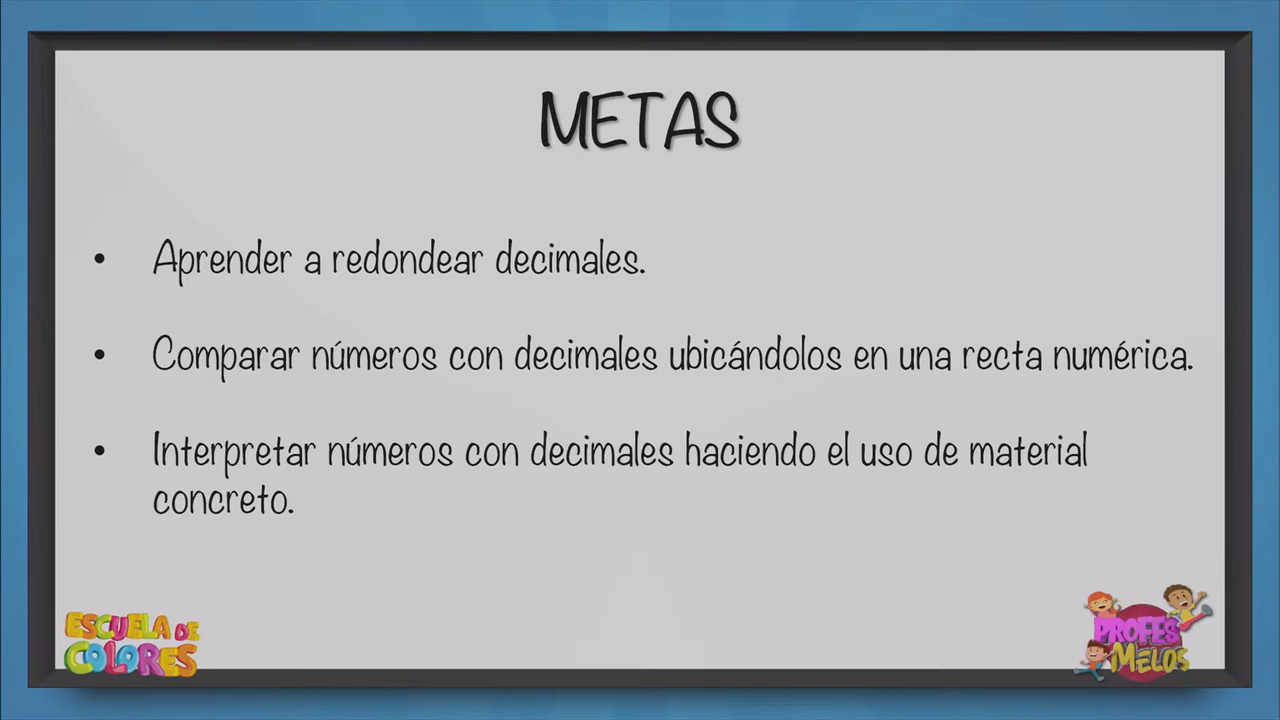 METAS
• Aprender a redondear decimales.
• Comparar números con decimales ubicándolos en una recta numérica.
• Interpretar números con decimales haciendo el uso de material
concreto.
ESCUELA DE
COLORES
PROFES
MELOS